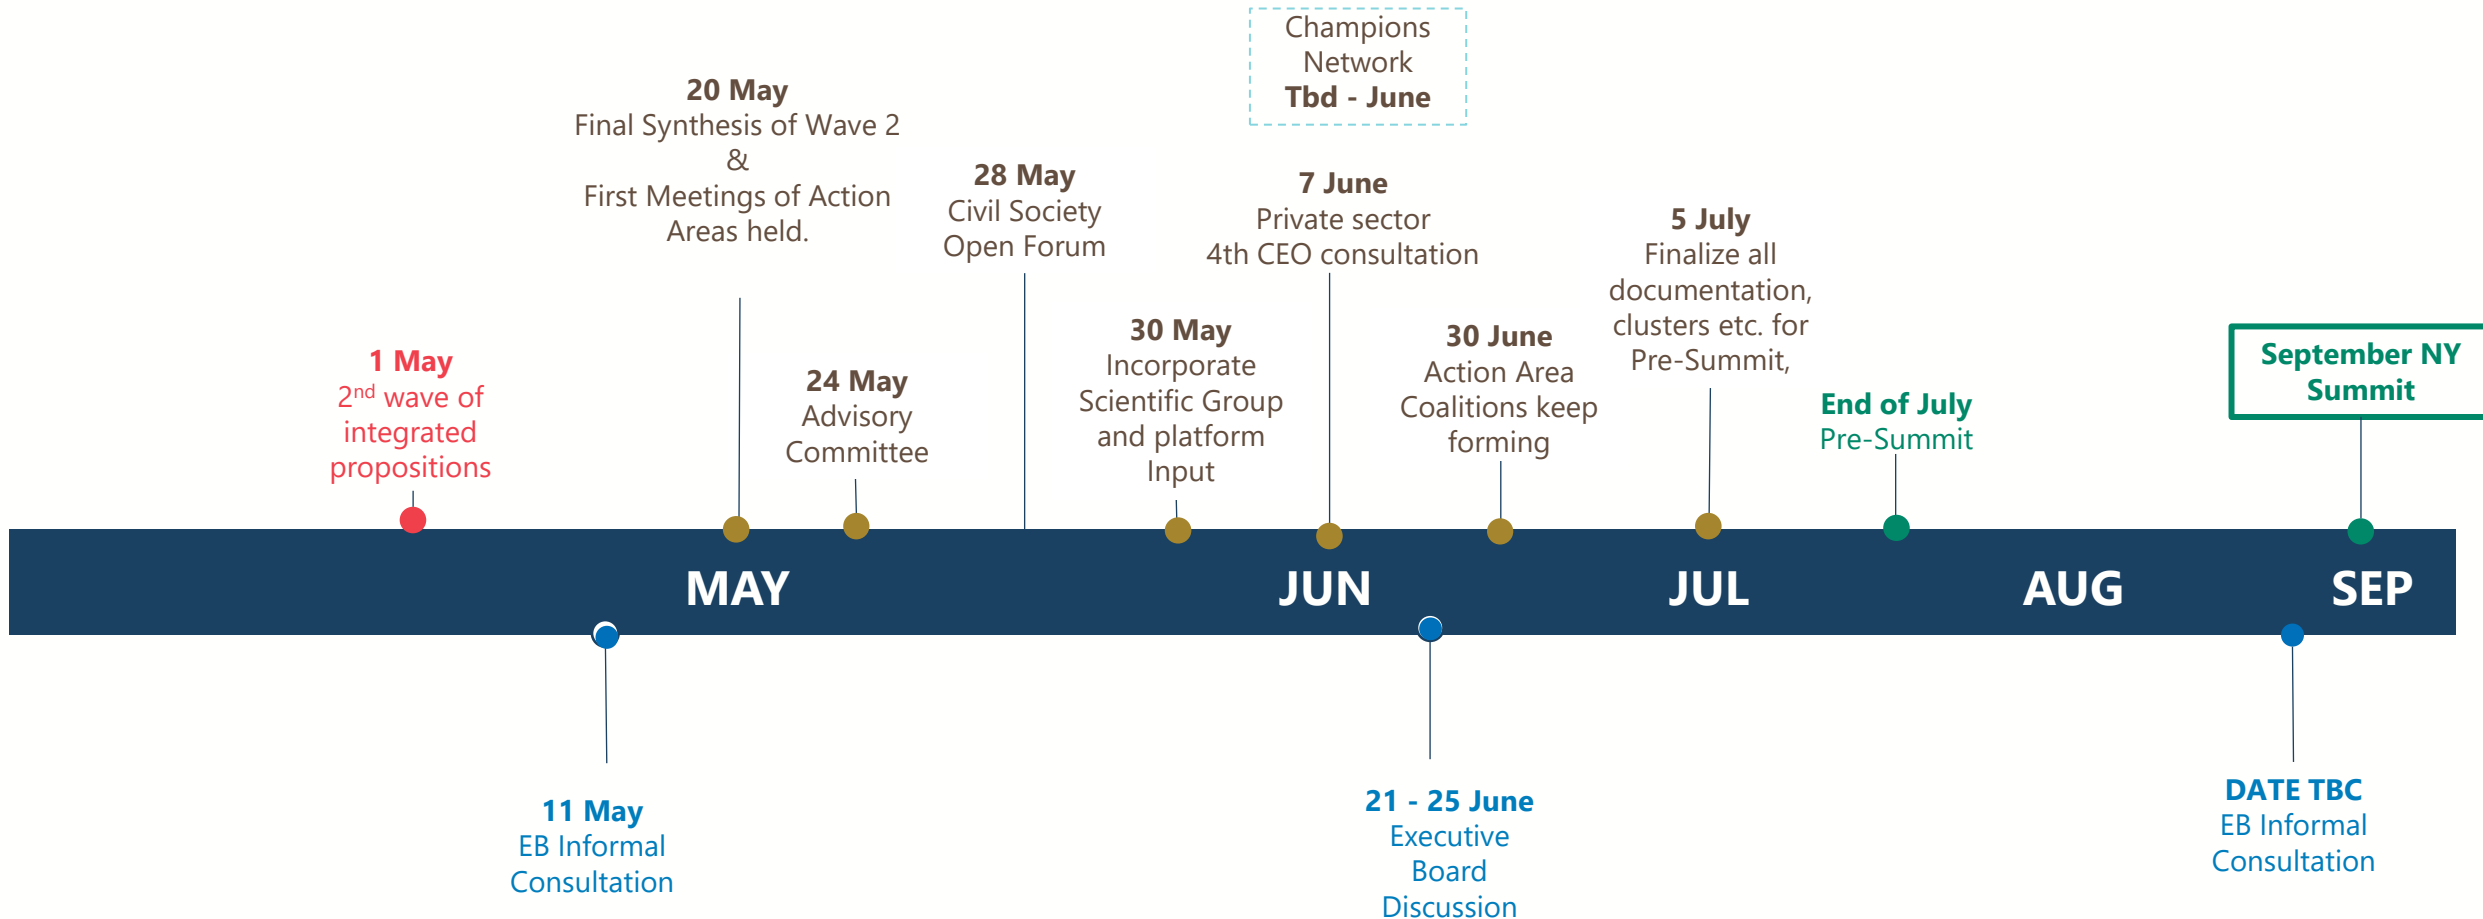 Champions
Network
Tbd - June
20 May
Final Synthesis of Wave 2
&
First Meetings of Action
Areas held.
28 May
Civil Society
Open Forum
7 June
Private sector
4th CEO consultation
5 July
Finalize all
documentation,
clusters etc. for
Pre-Summit,
1 May
2nd wave of
integrated
propositions
24 May
Advisory
Committee
30 May
Incorporate
Scientific Group
and platform
Input
30 June
Action Area
Coalitions keep
forming
End of July
Pre-Summit
September NY
Summit
MAY
JUN
JUL
AUG
SEP
11 May
EB Informal
Consultation
21 - 25 June
Executive
Board
Discussion
DATE TBC
EB Informal
Consultation